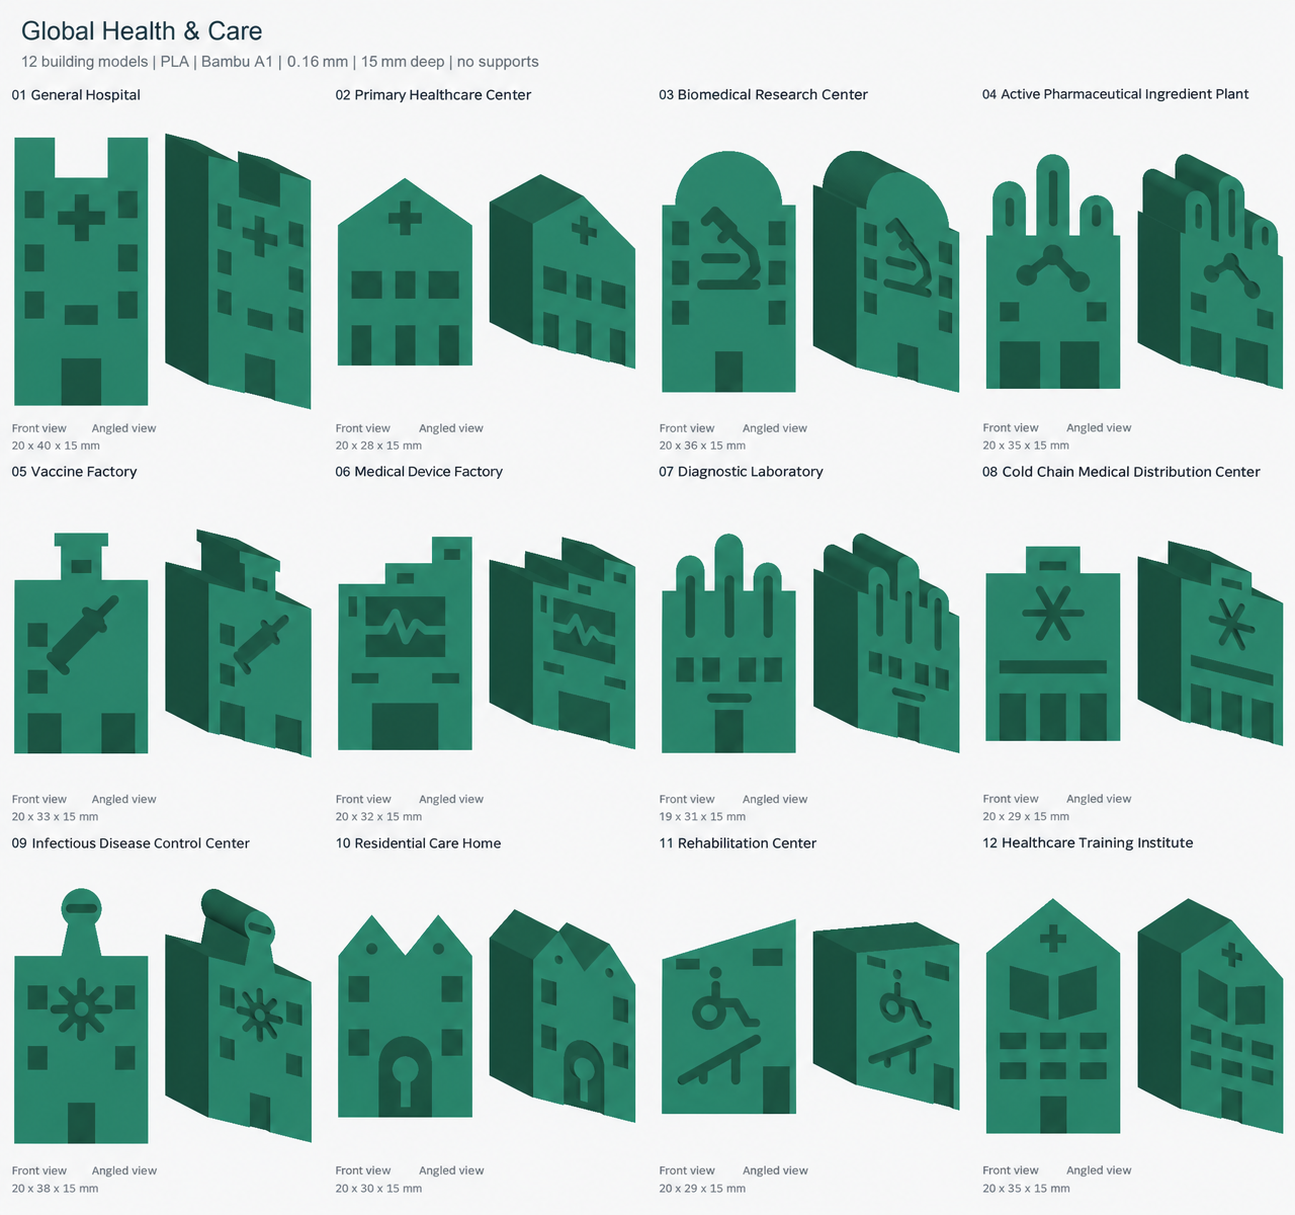 Global Health & Care
12 building models | PLA | Bambu A1 | 0.16 mm | 15 mm deep | no supports
01 General Hospital
02 Primary Healthcare Center
03 Biomedical Research Center
04 Active Pharmaceutical Ingredient Plant
Front view Angled view
20 x 40 x 15 mm
Front view Angled view
20 x 28 x 15 mm
Front view Angled view
20 x 36 x 15 mm
Front view Angled view
20 x 35 x 15 mm
05 Vaccine Factory
06 Medical Device Factory
07 Diagnostic Laboratory
08 Cold Chain Medical Distribution Center
Front view Angled view
20 x 33 x 15 mm
Front view Angled view
20 x 32 x 15 mm
Front view Angled view
19 x 31 x 15 mm
Front view Angled view
20 x 29 x 15 mm
09 Infectious Disease Control Center
10 Residential Care Home
11 Rehabilitation Center
12 Healthcare Training Institute
Front view Angled view
20 x 38 x 15 mm
Front view Angled view
20 x 30 x 15 mm
Front view Angled view
20 x 29 x 15 mm
Front view Angled view
20 x 35 x 15 mm